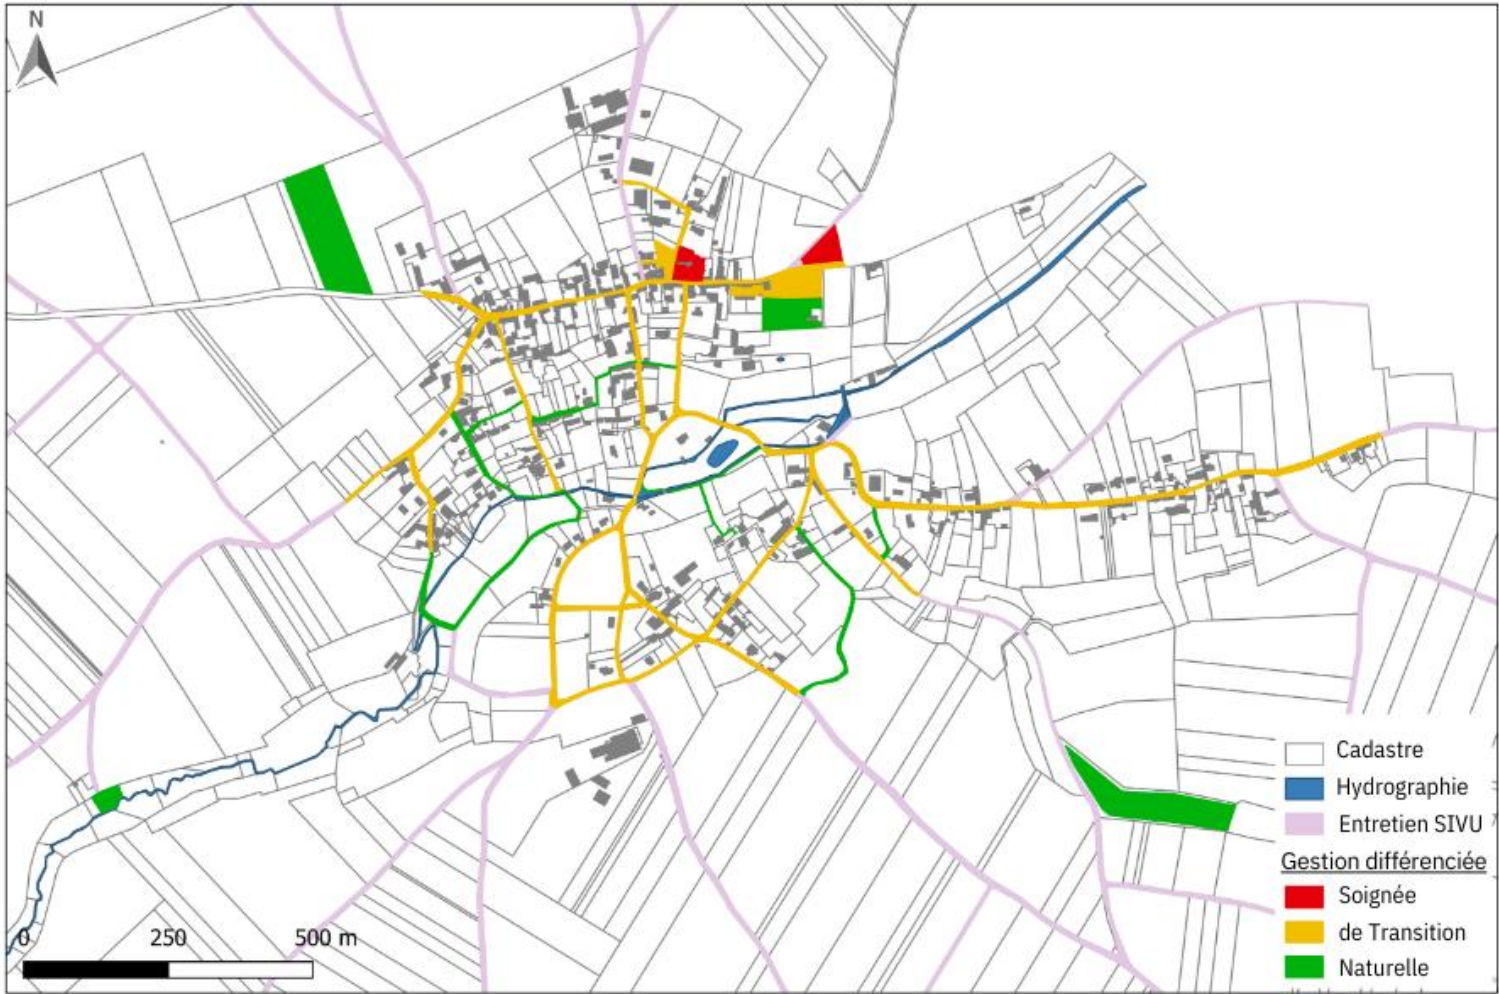 N
Cadastre
Hydrographie
Entretien SIVU
Gestion différenciée
Soignée
de Transition
Naturelle
0 250 500 m